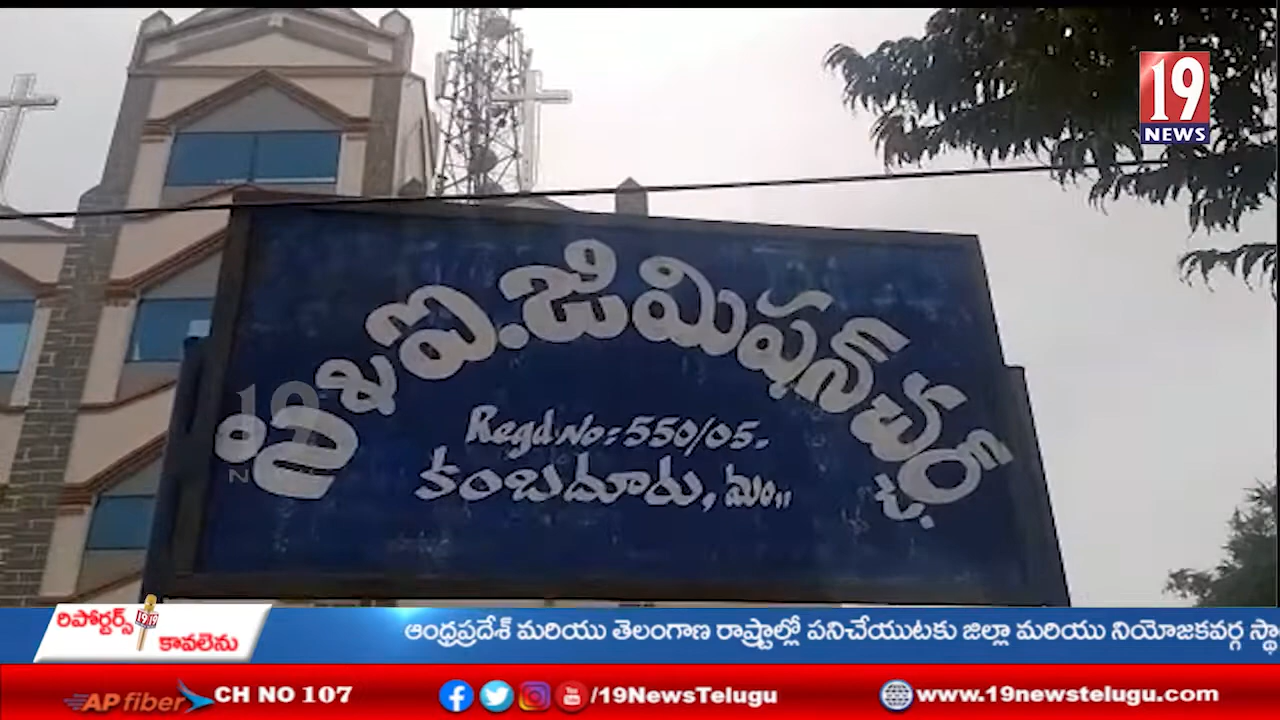 19
NEWS
సి.ఐ.జి మిషన్ చర్చ్
Regd.No:550/05.
కంబదూరు, మం,,
రిపోర్టర్స్
కావలెను
ఆంధ్రప్రదేశ్ మరియు తెలంగాణ రాష్ట్రాల్లో పనిచేయుటకు జిల్లా మరియు నియోజకవర్గ స్థా
AP fiber CH NO 107 /19NewsTelugu www.19newstelugu.com